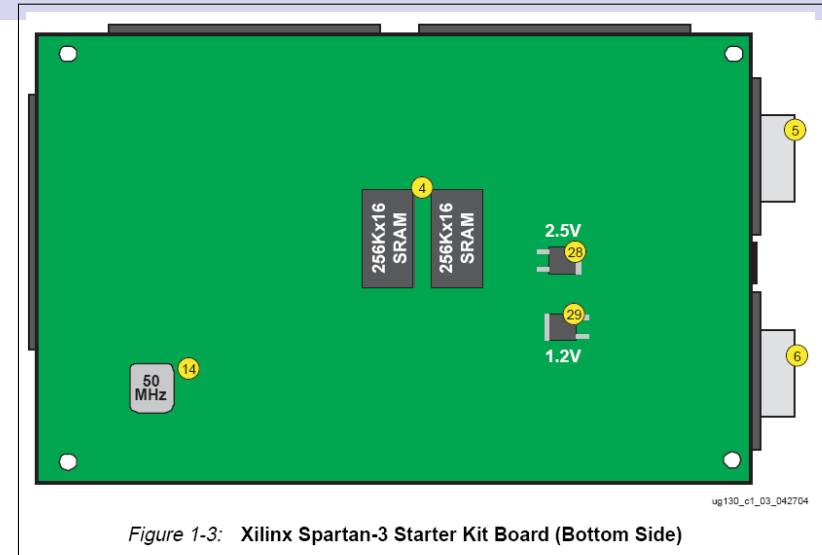 5
4
256Kx16
SRAM
256Kx16
SRAM
2.5V
28
29
1.2V
6
14
50
MHz
ug130_c1_03_042704
Figure 1-3: Xilinx Spartan-3 Starter Kit Board (Bottom Side)